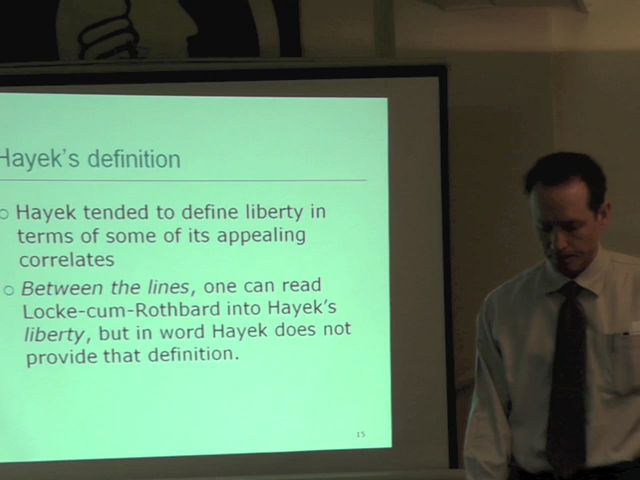 Hayek's definition
Hayek tended to define liberty in
terms of some of its appealing
correlates
Between the lines, one can read
Locke-cum-Rothbard into Hayek's
liberty, but in word Hayek does not
provide that definition.
15